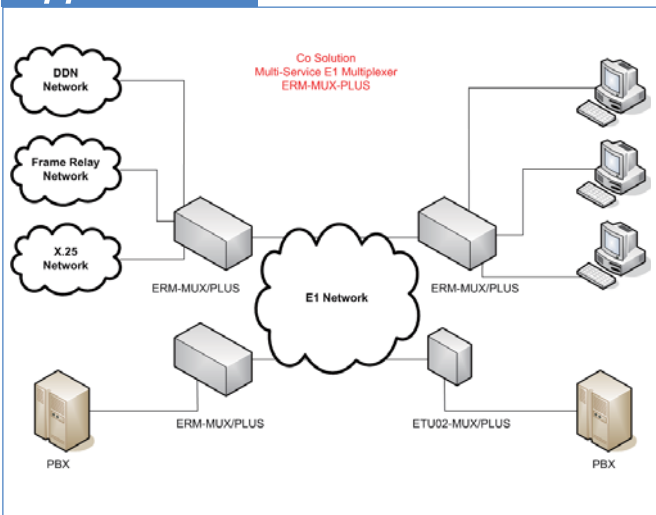 Co Solution
Multi-Service E1 Multiplexer
ERM-MUX-PLUS
DDN
Network
Frame Relay
Network
X.25
Network
ERM-MUX/PLUS
E1 Network
ERM-MUX/PLUS
ERM-MUX/PLUS
ETU02-MUX/PLUS
PBX
PBX